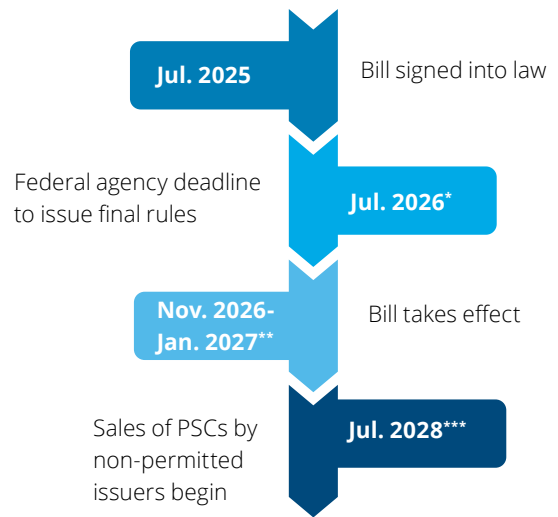 Jul. 2025
Bill signed into law
Federal agency deadline
to issue final rules
Jul. 2026*
Nov. 2026-
Jan. 2027**
Bill takes effect
Sales of PSCs by
non-permitted
issuers begin
Jul. 2028***